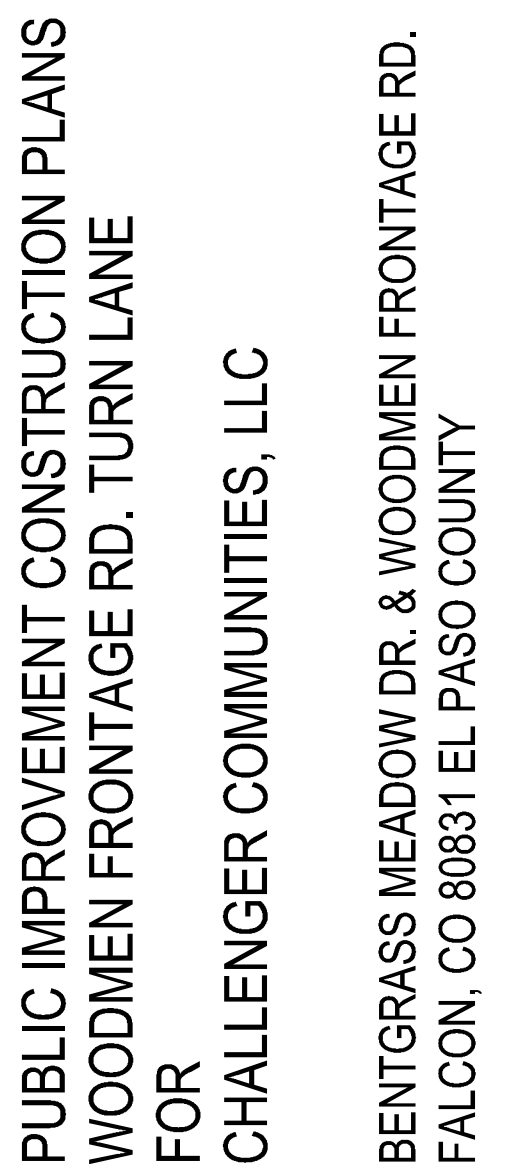 PUBLIC IMPROVEMENT CONSTRUCTION PLANS
WOODMEN FRONTAGE RD. TURN LANE
FOR
CHALLENGER COMMUNITIES, LLC
BENTGRASS MEADOW DR. & WOODMEN FRONTAGE RD.
FALCON, CO 80831 EL PASO COUNTY